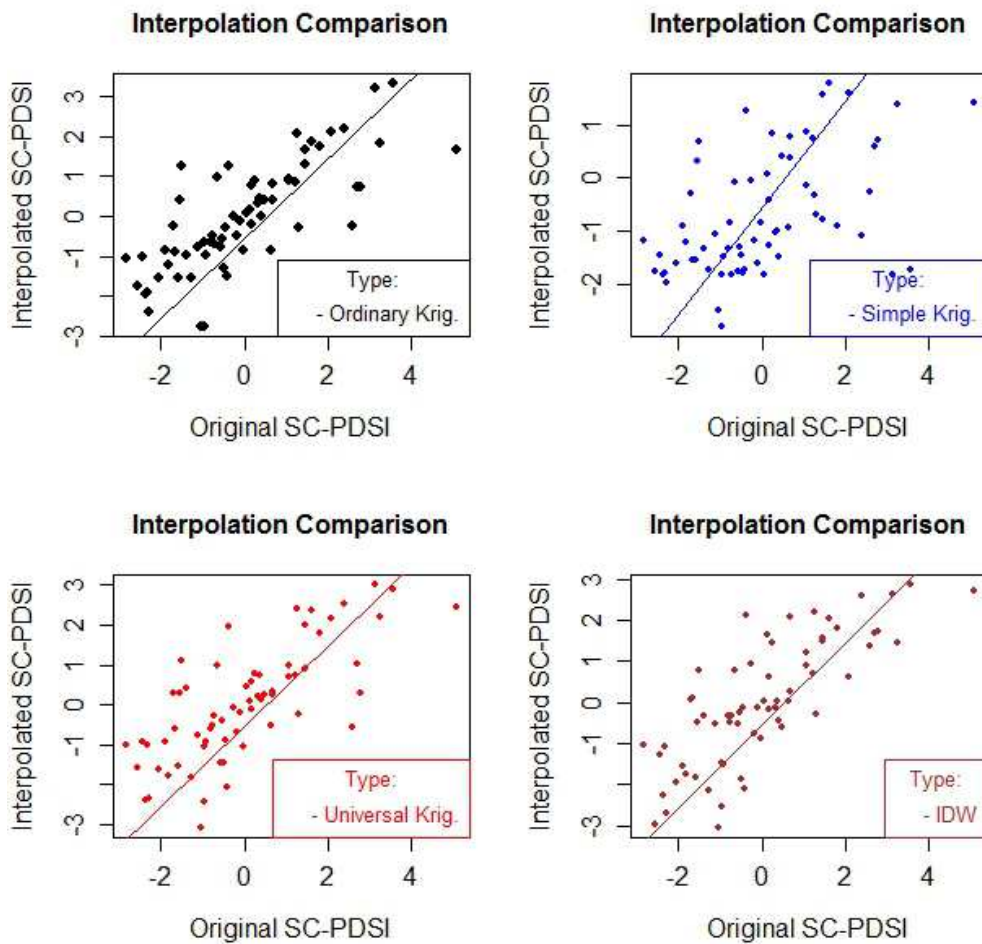 Interpolation Comparison
Interpolated SC-PDSI
3
2
1
0
-1
-3
-2
0
2
4
Original SC-PDSI
Type:
- Ordinary Krig.
Interpolation Comparison
Interpolated SC-PDSI
1
0
-1
-2
-2
0
2
4
Original SC-PDSI
Type:
- Simple Krig.
Interpolation Comparison
Interpolated SC-PDSI
3
2
1
0
-1
-3
-2
0
2
4
Original SC-PDSI
Type:
- Universal Krig.
Interpolation Comparison
Interpolated SC-PDSI
3
2
1
0
-1
-3
-2
0
2
4
Original SC-PDSI
Type:
- IDW